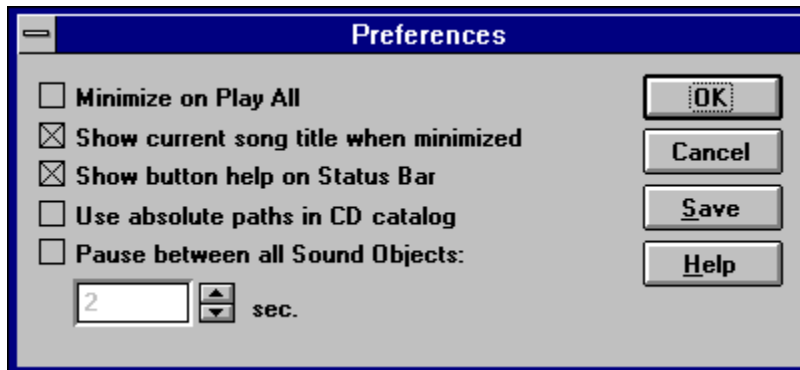 Preferences
Minimize on Play All
Show current song title when minimized
Show button help on Status Bar
Use absolute paths in CD catalog
Pause between all Sound Objects:
2
sec.
OK
Cancel
Save
Help